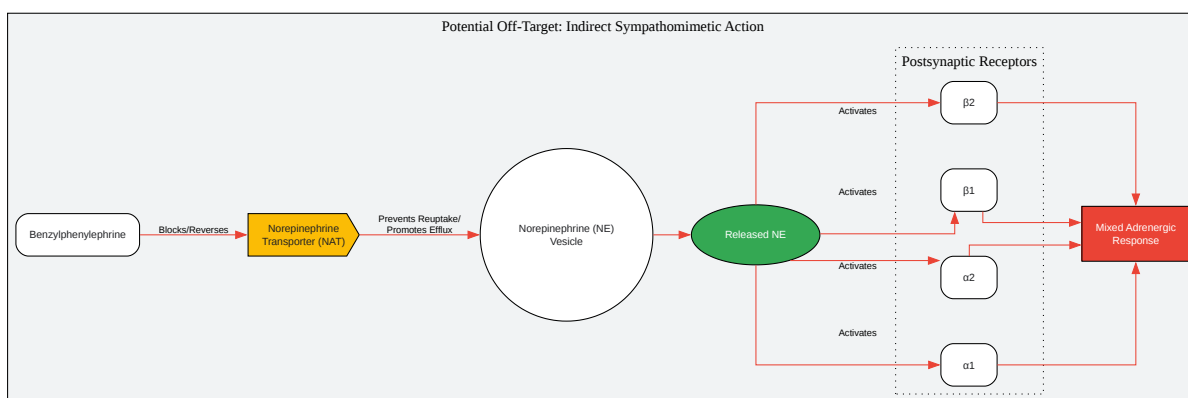 Potential Off-Target: Indirect Sympathomimetic Action
Postsynaptic Receptors
β2
Activates
Activates
β1
Benzylphenylephrine
Blocks/Reverses
Norepinephrine
Transporter (NAT)
Prevents Reuptake/
Promotes Efflux
Norepinephrine (NE)
Vesicle
Released NE
Mixed Adrenergic
Response
Activates
α2
Activates
α1